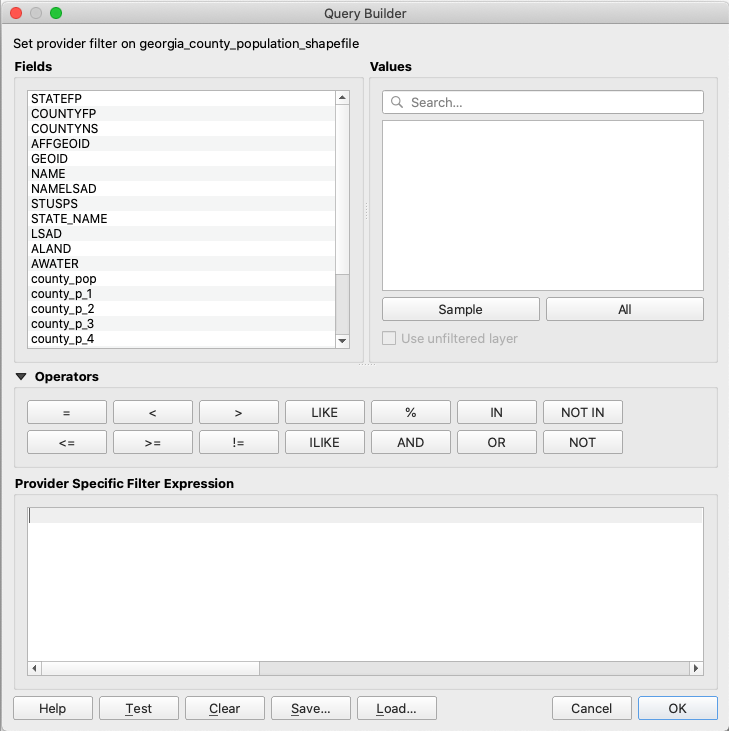 Query Builder
Set provider filter on georgia_county_population_shapefile
Fields
Values
STATEFP
COUNTYFP
COUNTYNS
AFFGEOID
GEOID
NAME
NAMELSAD
STUSPS
STATE_NAME
LSAD
ALAND
AWATER
county_pop
county_p_1
county_p_2
county_p_3
county_p_4
Search...
Sample All
Use unfiltered layer
Operators
= < > LIKE % IN NOT IN
<= >= != ILIKE AND OR NOT
Provider Specific Filter Expression
Help Test Clear Save... Load... Cancel OK